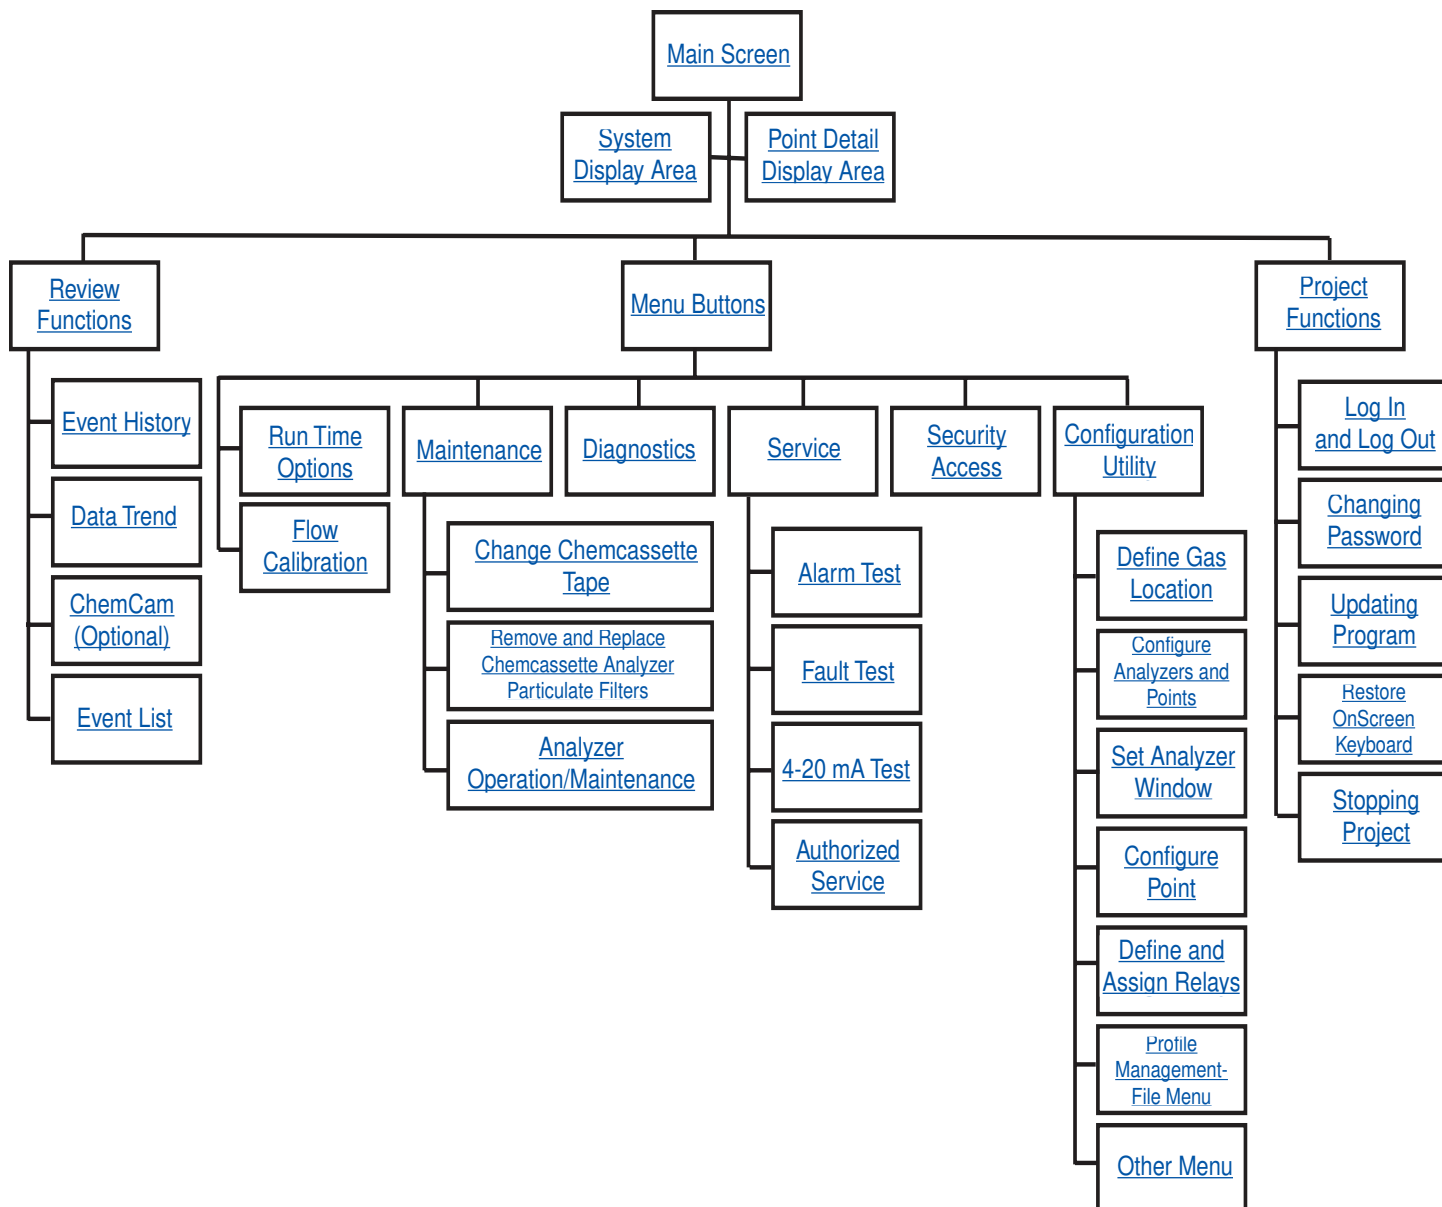 Main Screen
System
Display Area
Point Detail
Display Area
Review
Functions
Menu Buttons
Project
Functions
Event History
Data Trend
ChemCam
(Optional)
Event List
Run Time
Options
Flow
Calibration
Maintenance
Change Chemcassette
Tape
Remove and Replace
Chemcassette Analyzer
Particulate Filters
Analyzer
Operation/Maintenance
Diagnostics
Service
Alarm Test
Fault Test
4-20 mA Test
Authorized
Service
Security
Access
Configuration
Utility
Define Gas
Location
Configure
Analyzers and
Points
Set Analyzer
Window
Configure
Point
Define and
Assign Relays
Profile
Management-
File Menu
Other Menu
Log In
and Log Out
Changing
Password
Updating
Program
Restore
OnScreen
Keyboard
Stopping
Project